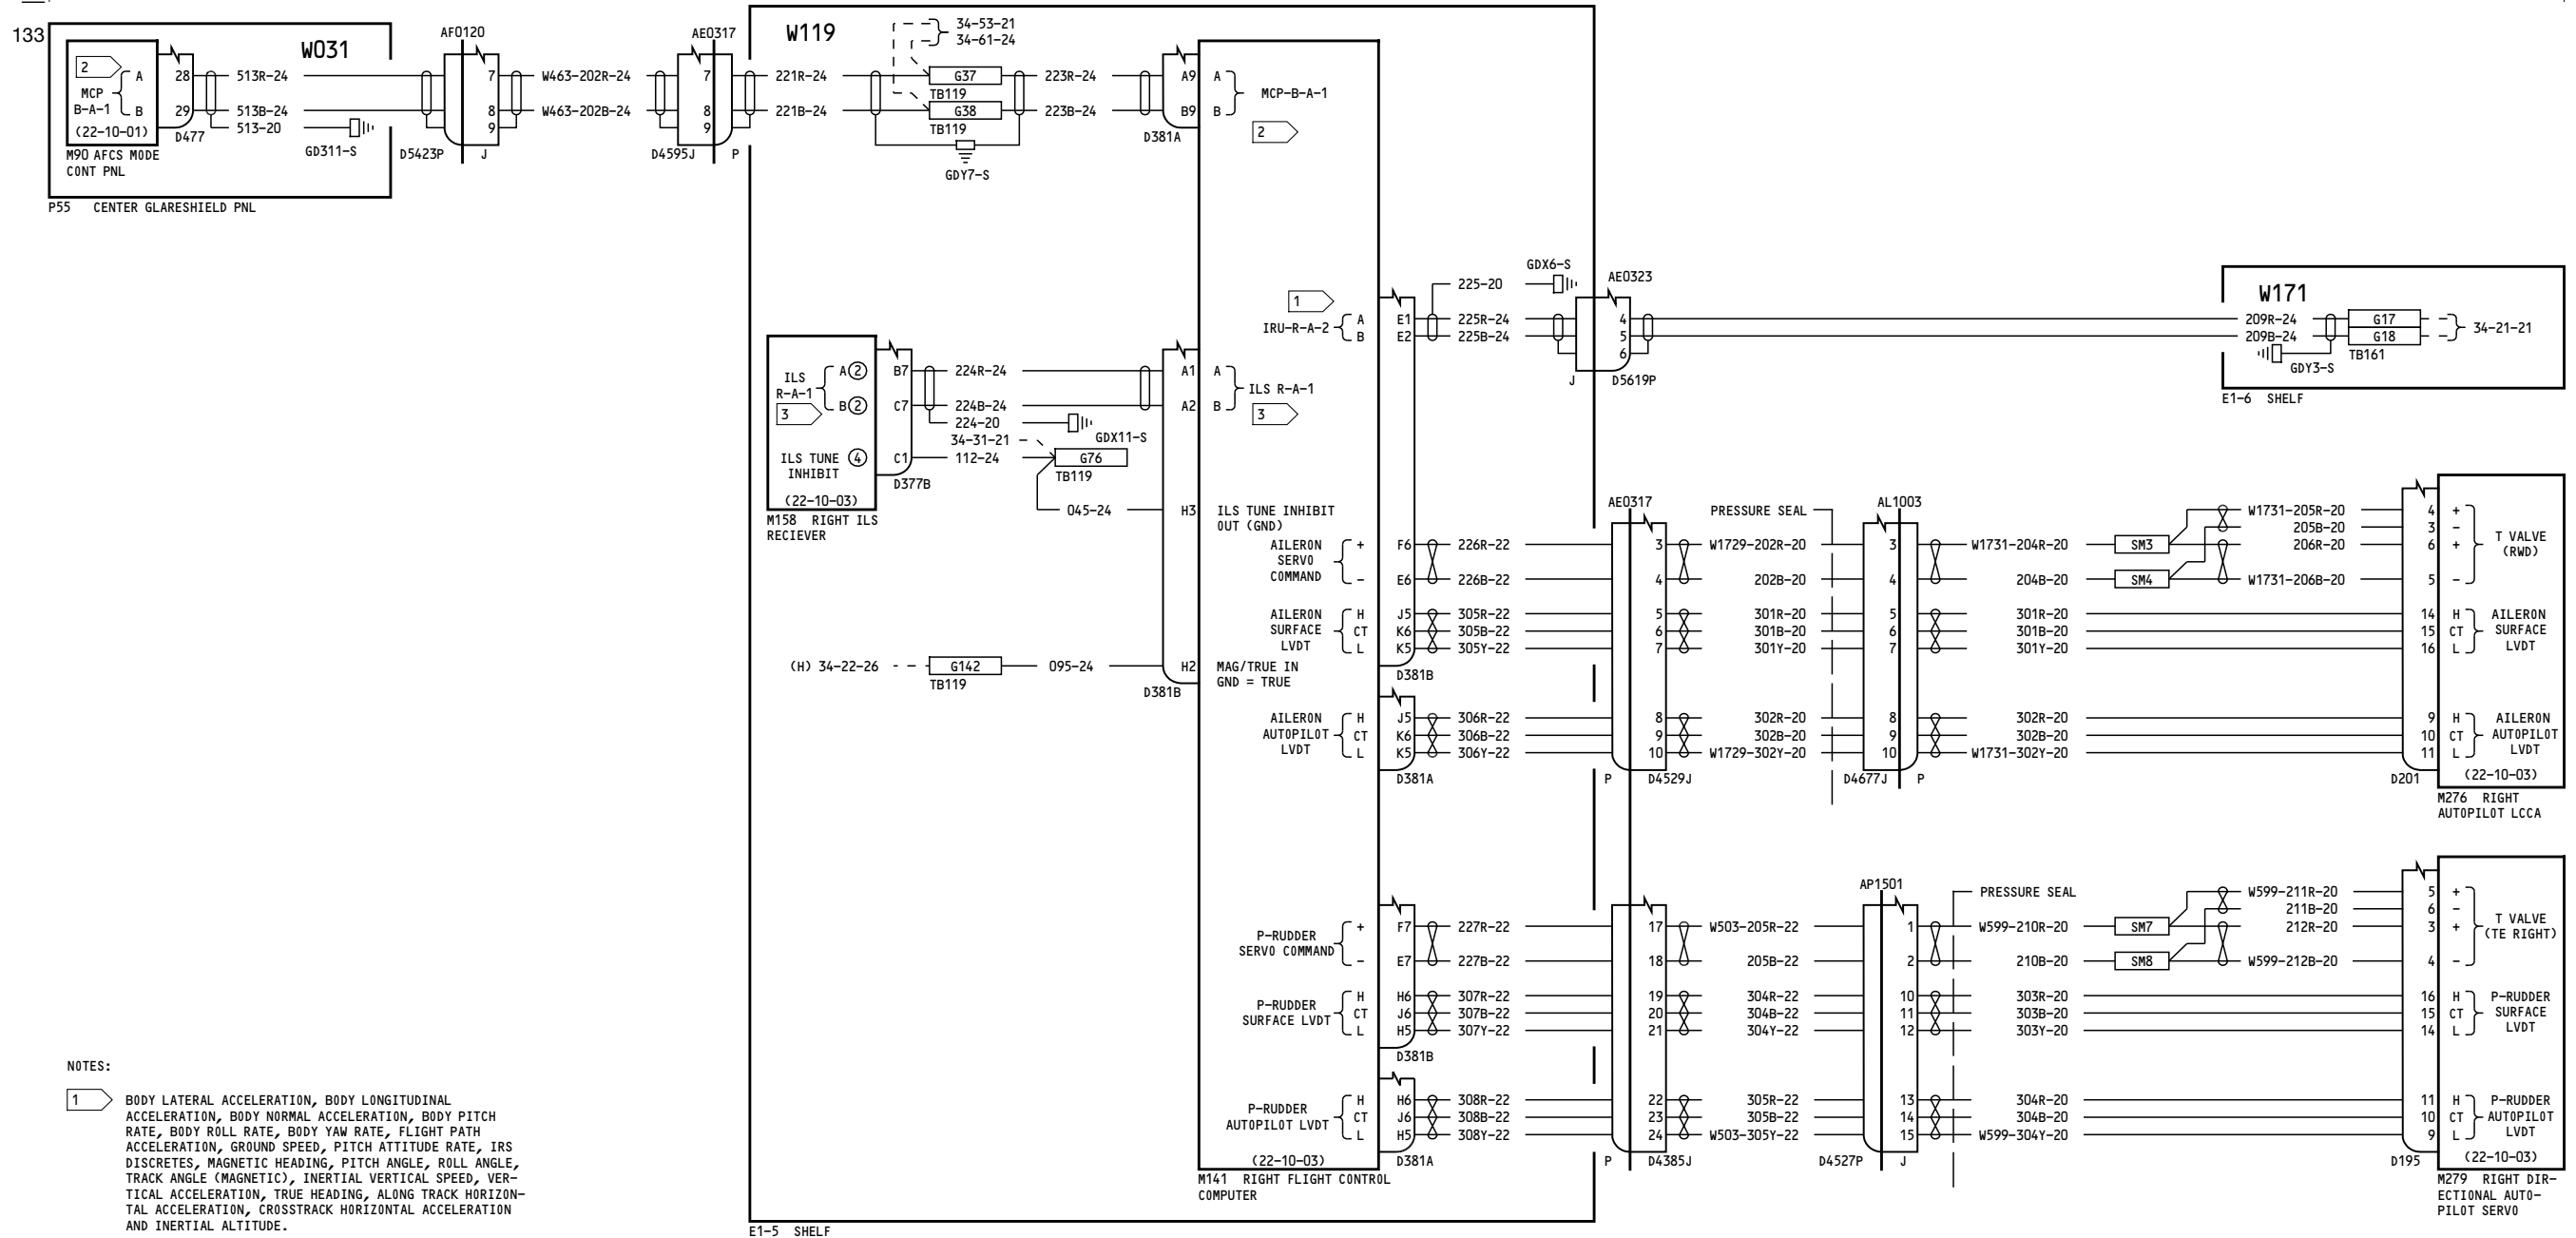 133
W031
2
A
MCP
B-A-1
B
(22-10-01)
28
29
D477
513R-24
513B-24
513-20
GD311-S
M90 AFCS MODE
CONT PNL
P55 CENTER GLARESHIELD PNL
AF0120
7
8
9
D5423P J
W463-202R-24
W463-202B-24
AE0317
7
8
9
D4595J P
W119
34-53-21
34-61-24
221R-24
221B-24
G37
TB119
G38
TB119
GDY7-S
223R-24
223B-24
A9 A
B9 B
D381A
MCP-B-A-1
2
GDX6-S
225-20
1
IRU-R-A-2
A
B
E1
E2
225R-24
225B-24
AE0323
4
5
6
J D5619P
W171
209R-24
209B-24
G17
G18
TB161
GDY3-S
34-21-21
E1-6 SHELF
ILS
R-A-1
3
A 2
B 2
ILS TUNE 4
INHIBIT
(22-10-03)
M158 RIGHT ILS
RECIEVER
B7
C7
C1
D377B
224R-24
224B-24
224-20
GDX11-S
34-31-21
112-24
G76
TB119
045-24
A1 A
A2 B
ILS R-A-1
3
H3 ILS TUNE INHIBIT
OUT (GND)
(H) 34-22-26
G142
TB119
095-24
H2 MAG/TRUE IN
GND = TRUE
D381B
AILERON
SERVO
COMMAND
+ F6 226R-22
− E6 226B-22
AILERON
SURFACE
LVDT
H J5 305R-22
CT K6 305B-22
L K5 305Y-22
D381B
AILERON
AUTOPILOT
LVDT
H J5 306R-22
CT K6 306B-22
L K5 306Y-22
D381A
AE0317
3 W1729-202R-20
4 202B-20
5 301R-20
6 301B-20
7 301Y-20
8 302R-20
9 302B-20
10 W1729-302Y-20
P D4529J
PRESSURE SEAL
AL1003
3 W1731-204R-20
4 204B-20
5 301R-20
6 301B-20
7 301Y-20
8 302R-20
9 302B-20
10 W1731-302Y-20
D4677J P
SM3
SM4
W1731-205R-20 4 +
205B-20 3 −
206R-20 6 +
W1731-206B-20 5 −
T VALVE
(RWD)
14 H
15 CT
16 L
AILERON
SURFACE
LVDT
9 H
10 CT
11 L
AILERON
AUTOPILOT
LVDT
D201
(22-10-03)
M276 RIGHT
AUTOPILOT LCCA
P-RUDDER
SERVO COMMAND
+ F7 227R-22
− E7 227B-22
P-RUDDER
SURFACE LVDT
H H6 307R-22
CT J6 307B-22
L H5 307Y-22
D381B
P-RUDDER
AUTOPILOT LVDT
H H6 308R-22
CT J6 308B-22
L H5 308Y-22
D381A
(22-10-03)
M141 RIGHT FLIGHT CONTROL
COMPUTER
E1-5 SHELF
17 W503-205R-22
18 205B-22
19 304R-22
20 304B-22
21 304Y-22
22 305R-22
23 305B-22
24 W503-305Y-22
P D4385J
AP1501
PRESSURE SEAL
1 W599-210R-20
2 210B-20
10 303R-20
11 303B-20
12 303Y-20
13 304R-20
14 304B-20
15 W599-304Y-20
D4527P J
SM7
SM8
W599-211R-20 5 +
211B-20 6 −
212R-20 3 +
W599-212B-20 4 −
T VALVE
(TE RIGHT)
16 H
15 CT
14 L
P-RUDDER
SURFACE
LVDT
11 H
10 CT
9 L
P-RUDDER
AUTOPILOT
LVDT
D195
(22-10-03)
M279 RIGHT DIR-
ECTIONAL AUTO-
PILOT SERVO
NOTES:
1 BODY LATERAL ACCELERATION, BODY LONGITUDINAL
ACCELERATION, BODY NORMAL ACCELERATION, BODY PITCH
RATE, BODY ROLL RATE, BODY YAW RATE, FLIGHT PATH
ACCELERATION, GROUND SPEED, PITCH ATTITUDE RATE, IRS
DISCRETES, MAGNETIC HEADING, PITCH ANGLE, ROLL ANGLE,
TRACK ANGLE (MAGNETIC), INERTIAL VERTICAL SPEED, VER-
TICAL ACCELERATION, TRUE HEADING, ALONG TRACK HORIZON-
TAL ACCELERATION, CROSSTRACK HORIZONTAL ACCELERATION
AND INERTIAL ALTITUDE.